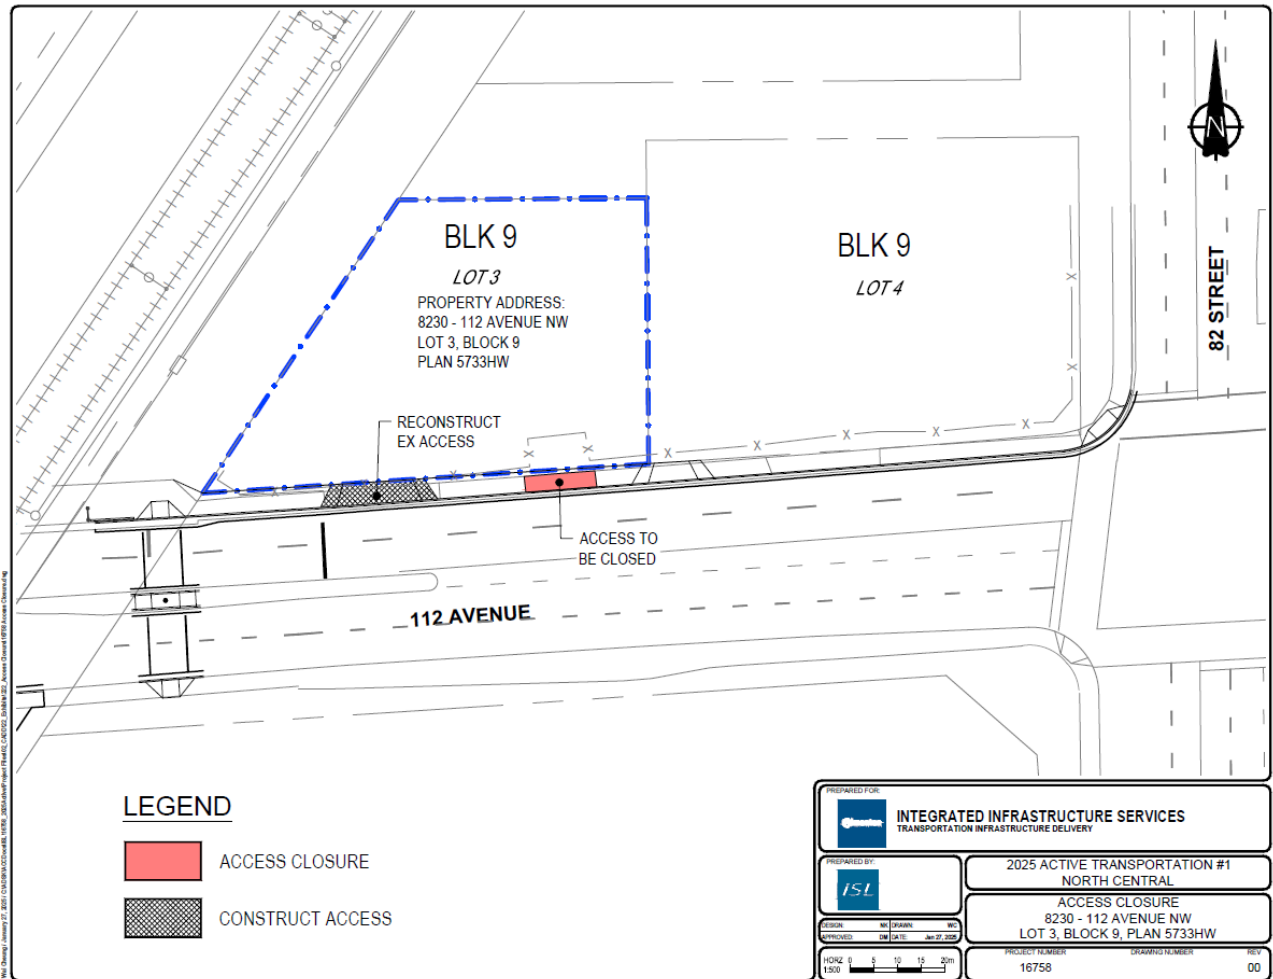 N
BLK 9
LOT 3
PROPERTY ADDRESS:
8230 - 112 AVENUE NW
LOT 3, BLOCK 9
PLAN 5733HW
BLK 9
LOT 4
82 STREET
RECONSTRUCT
EX ACCESS
X
X
X
X
X
X
X
X
X
X
X
ACCESS TO
BE CLOSED
112 AVENUE
LEGEND
ACCESS CLOSURE
CONSTRUCT ACCESS
PREPARED FOR:
INTEGRATED INFRASTRUCTURE SERVICES
TRANSPORTATION INFRASTRUCTURE DELIVERY
PREPARED BY:
ISL
2025 ACTIVE TRANSPORTATION #1
NORTH CENTRAL
ACCESS CLOSURE
8230 - 112 AVENUE NW
LOT 3, BLOCK 9, PLAN 5733HW
DESIGN: NK DRAWN: WC
APPROVED: DM DATE: Jan 27, 2025
HORZ 0 5 10 15 20m
1:500
PROJECT NUMBER DRAWING NUMBER REV
16758 00